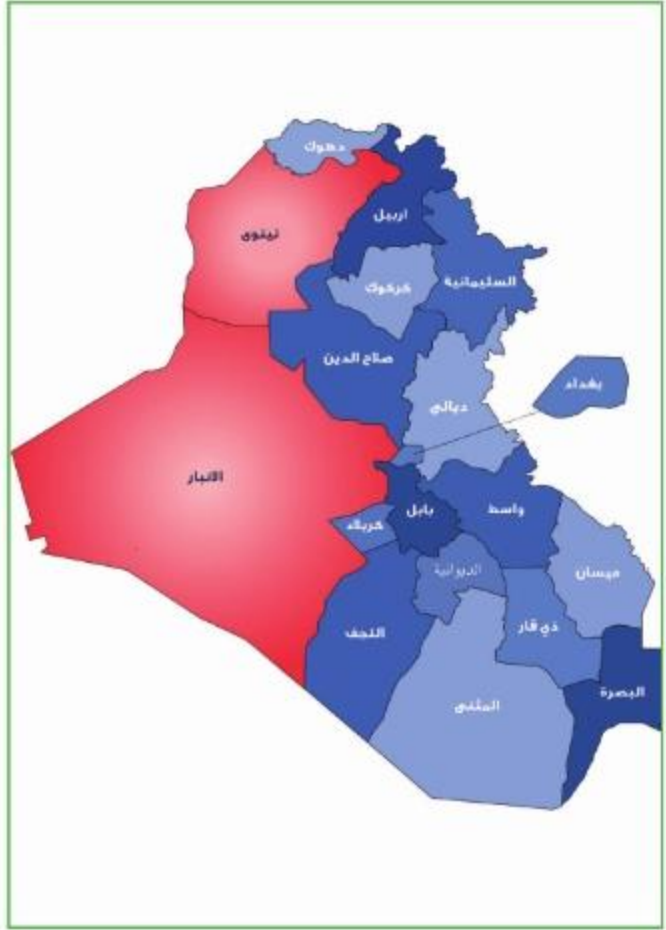 دهوك
اربيل
نينوى
السليمانية
كركوك
صلاح الدين
بغداد
ديالى
الانبار
واسط
بابل
كربلاء
الديوانية
ميسان
ذي قار
النجف
البصرة
المثنى